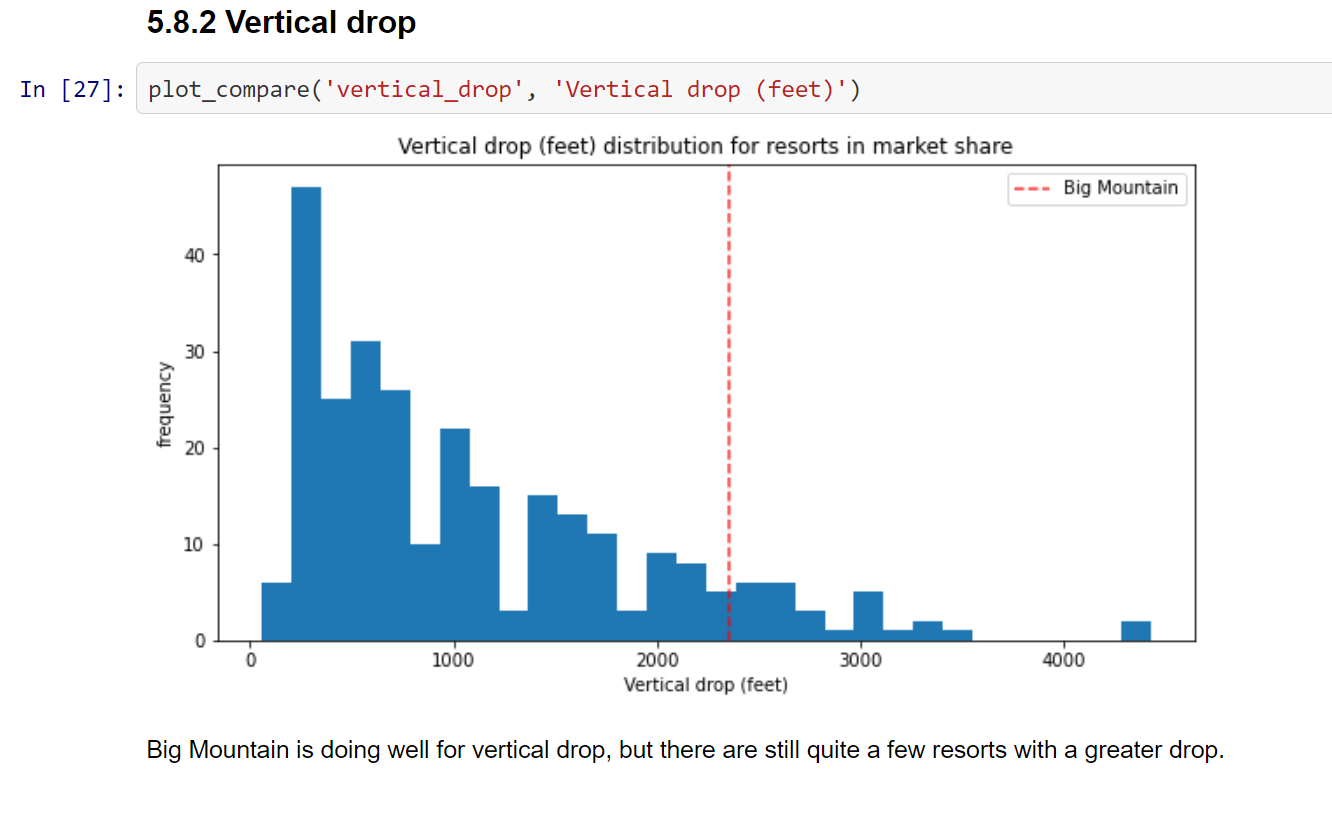 5.8.2 Vertical drop
In [27]: plot_compare('vertical_drop', 'Vertical drop (feet)')
Vertical drop (feet) distribution for resorts in market share
Big Mountain
40
30
20
10
0
frequency
0 1000 2000 3000 4000
Vertical drop (feet)
Big Mountain is doing well for vertical drop, but there are still quite a few resorts with a greater drop.